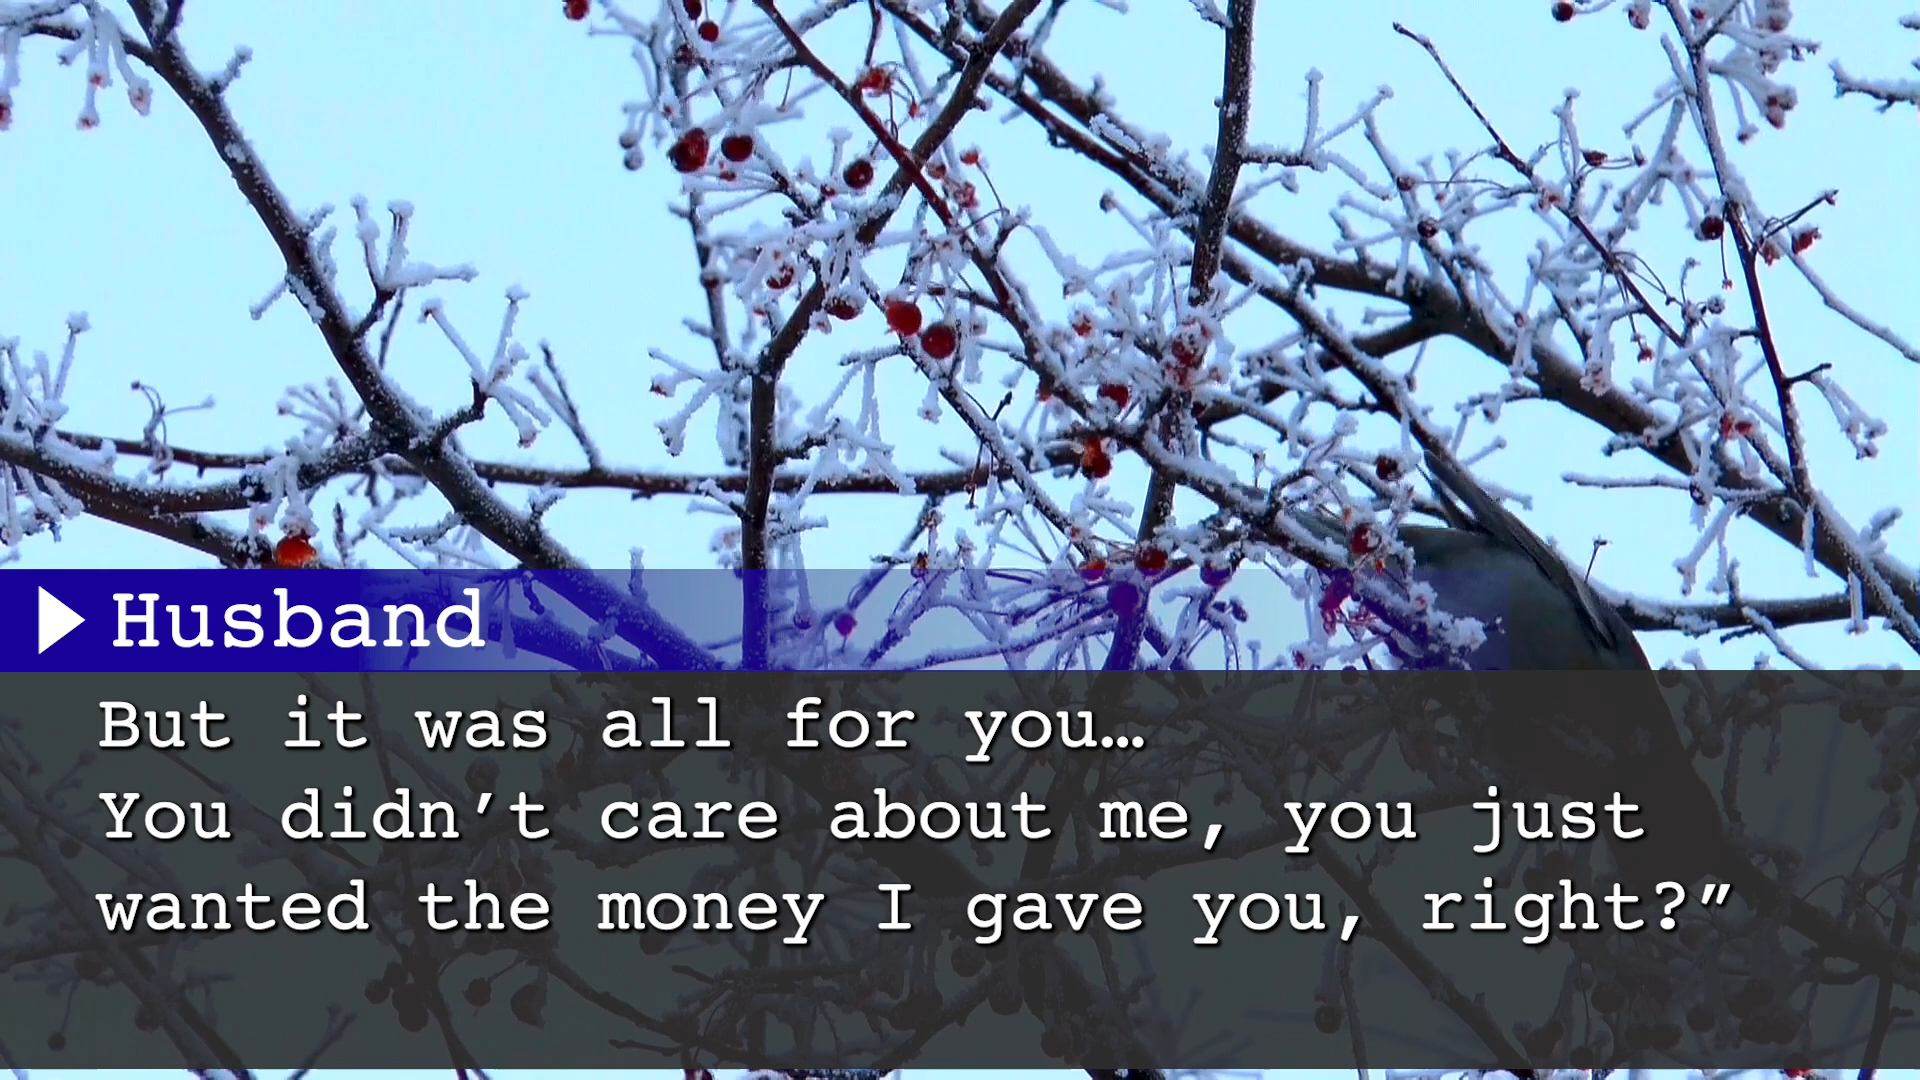 Husband
But it was all for you…
You didn’t care about me, you just
wanted the money I gave you, right?”